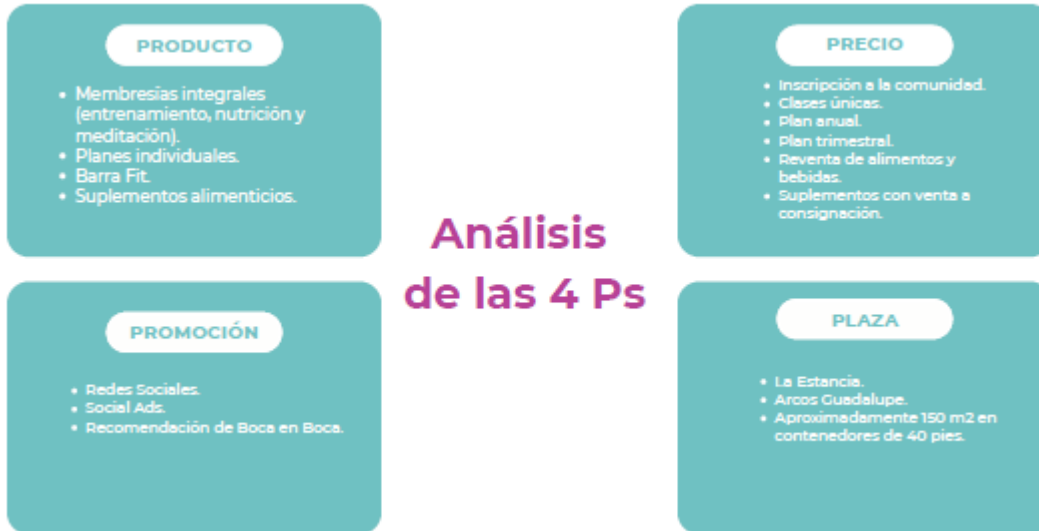 PRODUCTO
• Membresías integrales
(entrenamiento, nutrición y
meditación).
• Planes individuales.
• Barra Fit.
• Suplementos alimenticios.
PRECIO
• Inscripción a la comunidad.
• Clases únicas.
• Plan anual.
• Plan trimestral.
• Reventa de alimentos y
bebidas.
• Suplementos con venta a
consignación.
Análisis
de las 4 Ps
PROMOCIÓN
• Redes Sociales.
• Social Ads.
• Recomendación de Boca en Boca.
PLAZA
• La Estancia.
• Arcos Guadalupe.
• Aproximadamente 150 m2 en
contenedores de 40 pies.